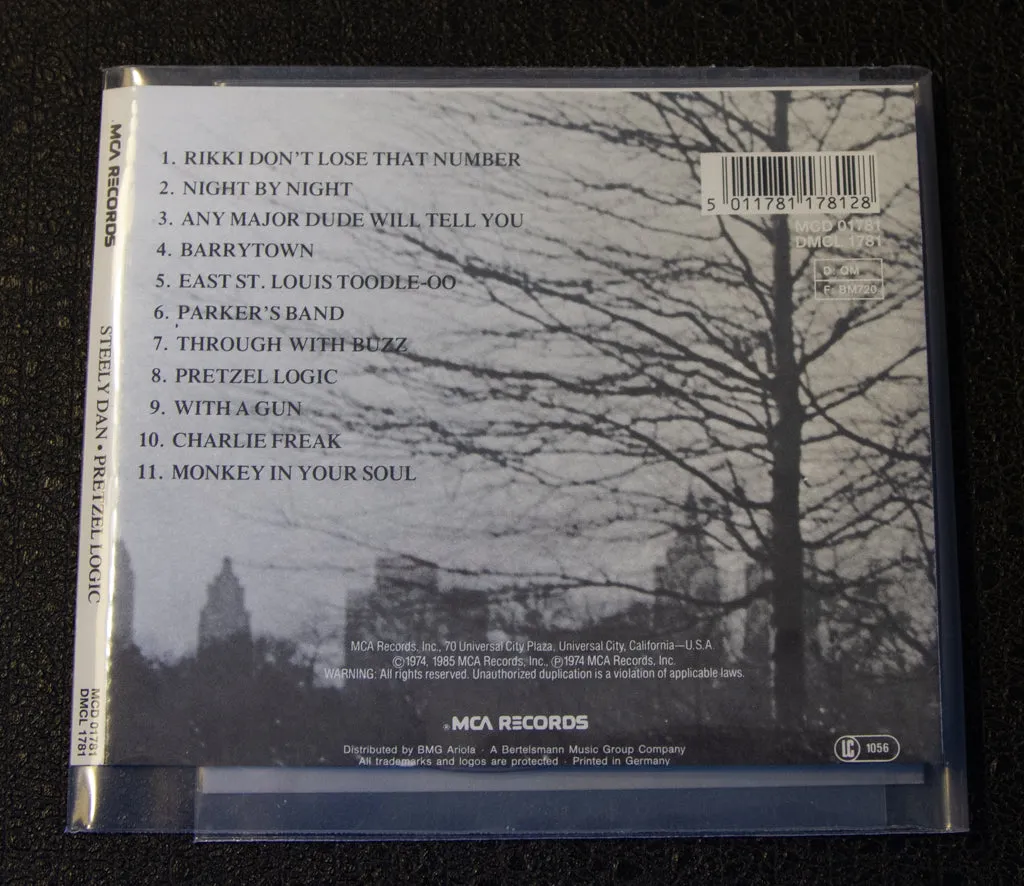 MCA RECORDS
STEELY DAN • PRETZEL LOGIC
MCD 01781
DMCL 1781
1. RIKKI DON'T LOSE THAT NUMBER
2. NIGHT BY NIGHT
3. ANY MAJOR DUDE WILL TELL YOU
4. BARRYTOWN
5. EAST ST. LOUIS TOODLE-OO
6. PARKER'S BAND
7. THROUGH WITH BUZZ
8. PRETZEL LOGIC
9. WITH A GUN
10. CHARLIE FREAK
11. MONKEY IN YOUR SOUL
5 011781 178128
MCD 01781
DMCL 1781
D: OM
F: BM720
MCA Records, Inc., 70 Universal City Plaza, Universal City, California—U.S.A.
©1974, 1985 MCA Records, Inc., ℗1974 MCA Records, Inc.
WARNING: All rights reserved. Unauthorized duplication is a violation of applicable laws.
MCA RECORDS
Distributed by BMG Ariola · A Bertelsmann Music Group Company
All trademarks and logos are protected · Printed in Germany
LC 1056